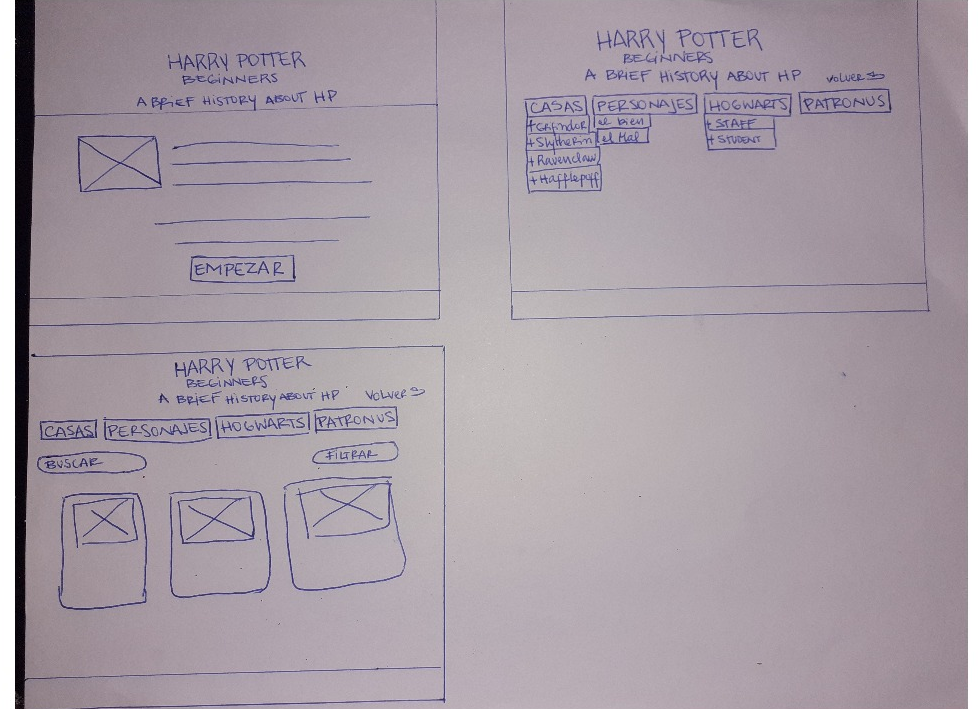 HARRY POTTER
BEGINNERS
A BRIEF HISTORY ABOUT HP
EMPEZAR
HARRY POTTER
BEGINNERS
A BRIEF HISTORY ABOUT HP VOLVER
CASAS PERSONAJES HOGWARTS PATRONUS
+ el bien + STAFF
+ Slytherin el Mal + STUDENT
+ Ravenclaw
+ Hafflepuff
HARRY POTTER
BEGINNERS
A BRIEF HISTORY ABOUT HP VOLVER
CASAS PERSONAJES HOGWARTS PATRONUS
BUSCAR FILTRAR